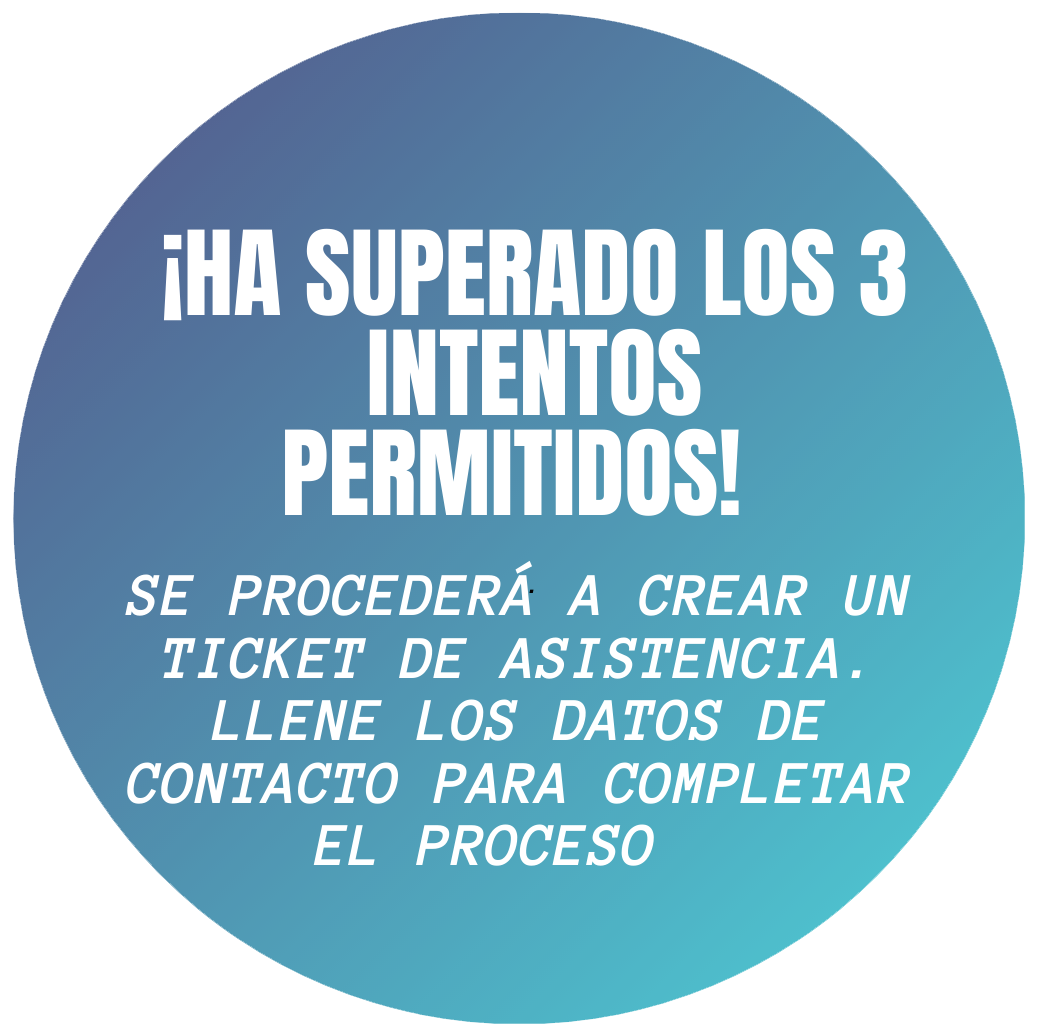 ¡HA SUPERADO LOS 3
INTENTOS
PERMITIDOS!
SE PROCEDERÁ A CREAR UN
TICKET DE ASISTENCIA.
LLENE LOS DATOS DE
CONTACTO PARA COMPLETAR
EL PROCESO